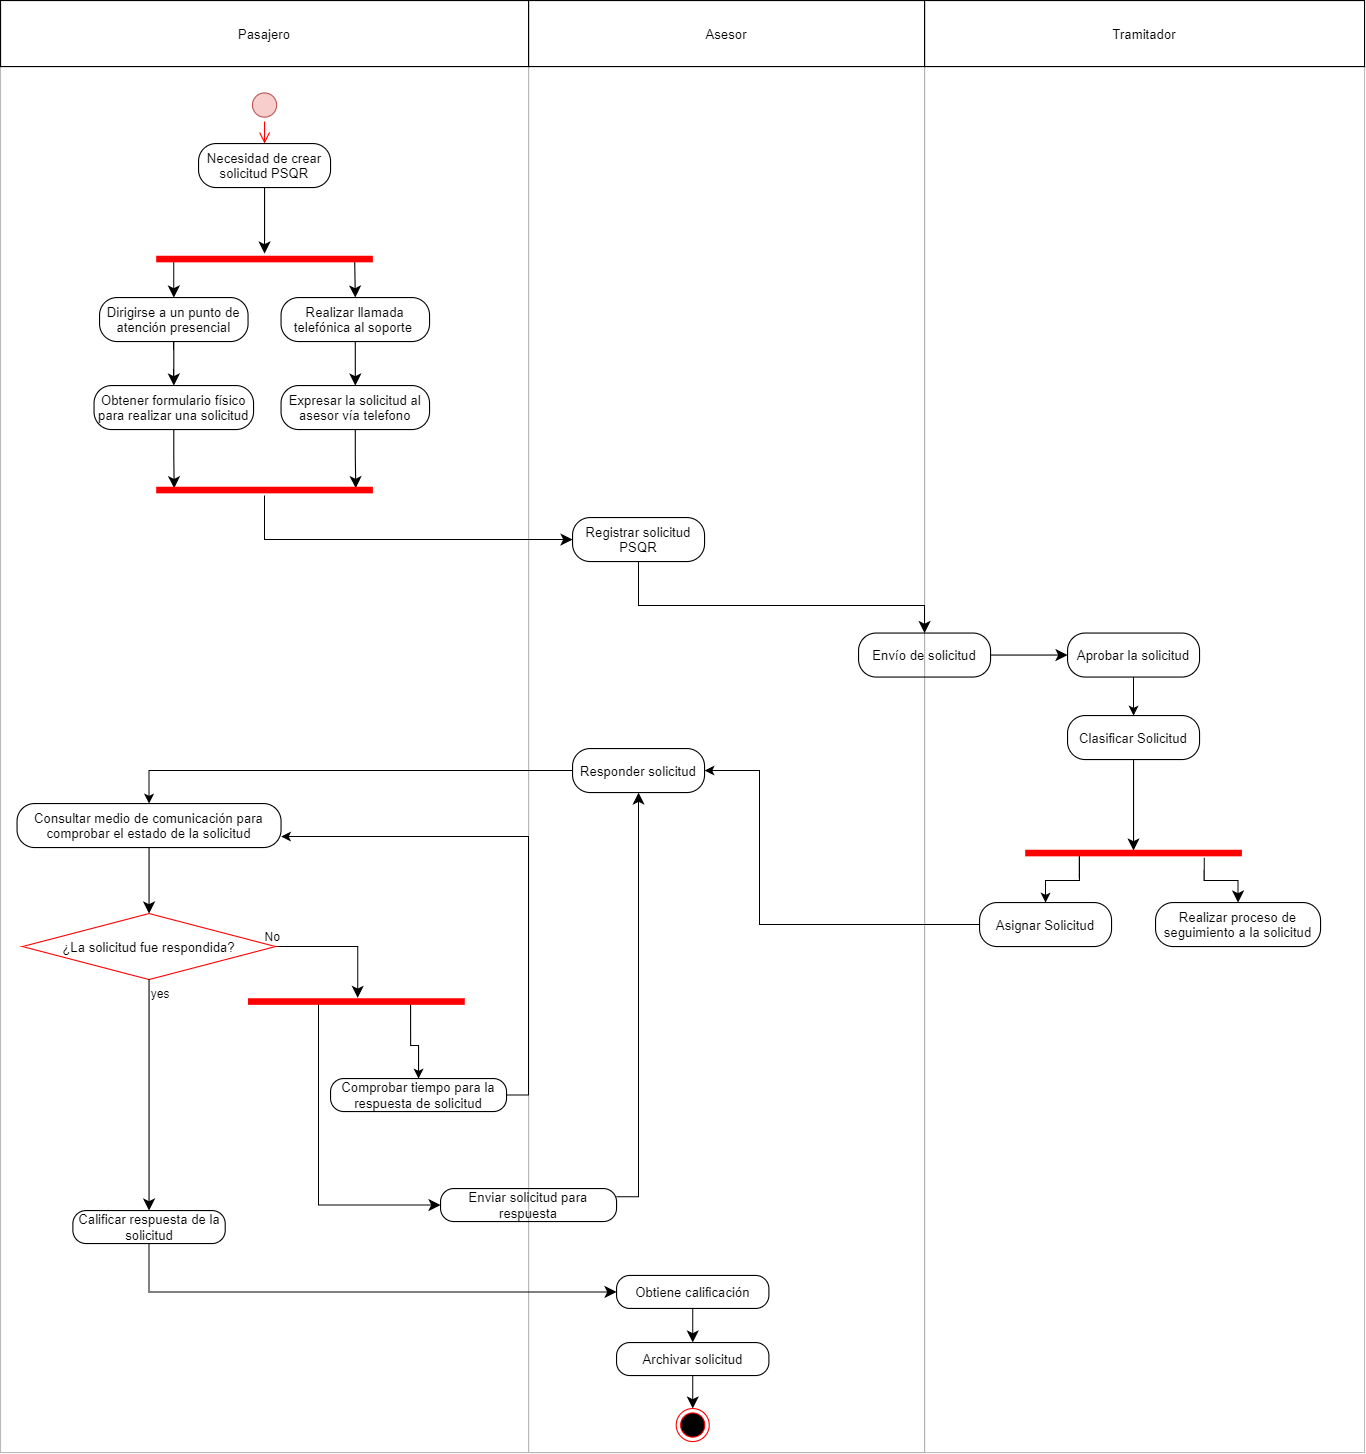 Pasajero
Asesor
Tramitador
Necesidad de crear
solicitud PSQR
Dirigirse a un punto de
atención presencial
Realizar llamada
telefónica al soporte
Obtener formulario físico
para realizar una solicitud
Expresar la solicitud al
asesor vía telefono
Registrar solicitud
PSQR
Envío de solicitud
Aprobar la solicitud
Clasificar Solicitud
Responder solicitud
Consultar medio de comunicación para
comprobar el estado de la solicitud
Asignar Solicitud
Realizar proceso de
seguimiento a la solicitud
¿La solicitud fue respondida?
No
yes
Comprobar tiempo para la
respuesta de solicitud
Enviar solicitud para
respuesta
Calificar respuesta de la
solicitud
Obtiene calificación
Archivar solicitud